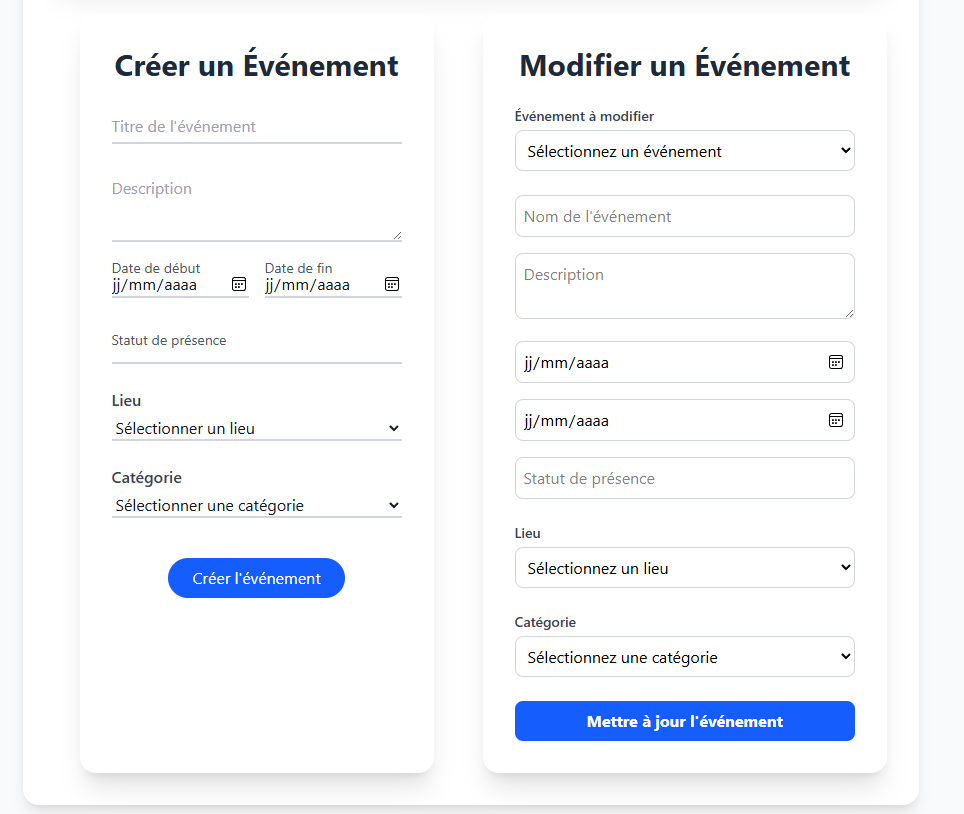 Créer un Événement
Titre de l'événement
Description
Date de début
Date de fin
jj/mm/aaaa
jj/mm/aaaa
Statut de présence
Lieu
Sélectionner un lieu
Catégorie
Sélectionner une catégorie
Créer l'événement
Modifier un Événement
Événement à modifier
Sélectionnez un événement
Nom de l'événement
Description
jj/mm/aaaa
jj/mm/aaaa
Statut de présence
Lieu
Sélectionnez un lieu
Catégorie
Sélectionnez une catégorie
Mettre à jour l'événement